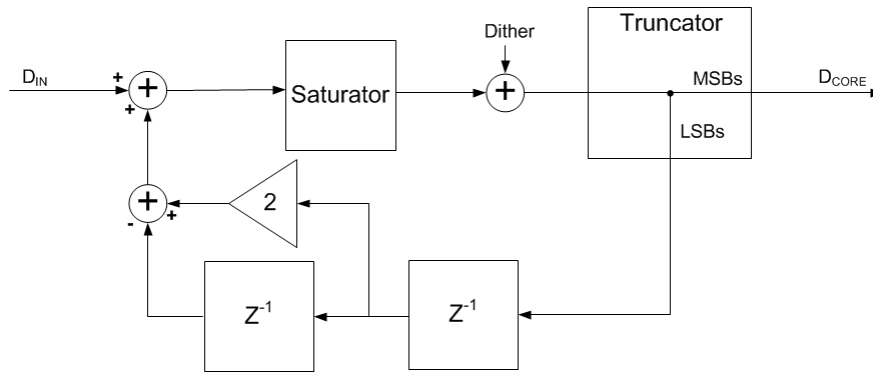 Truncator
Dither
D_IN
+
+
+
Saturator
+
MSBs
D_CORE
LSBs
+
-
+
2
Z^-1
Z^-1